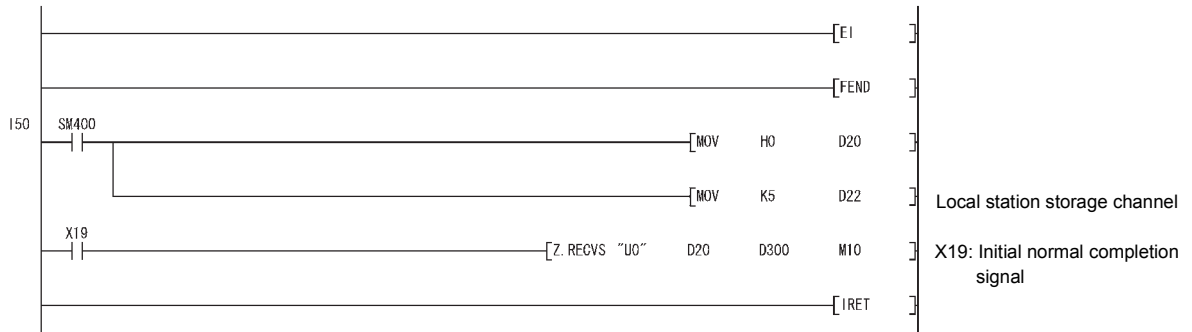 [EI ]
[FEND ]
I50 SM400 [MOV H0 D20 ]
[MOV K5 D22 ] Local station storage channel
X19 [Z.RECVS "U0" D20 D300 M10 ] X19: Initial normal completion
signal
[IRET ]